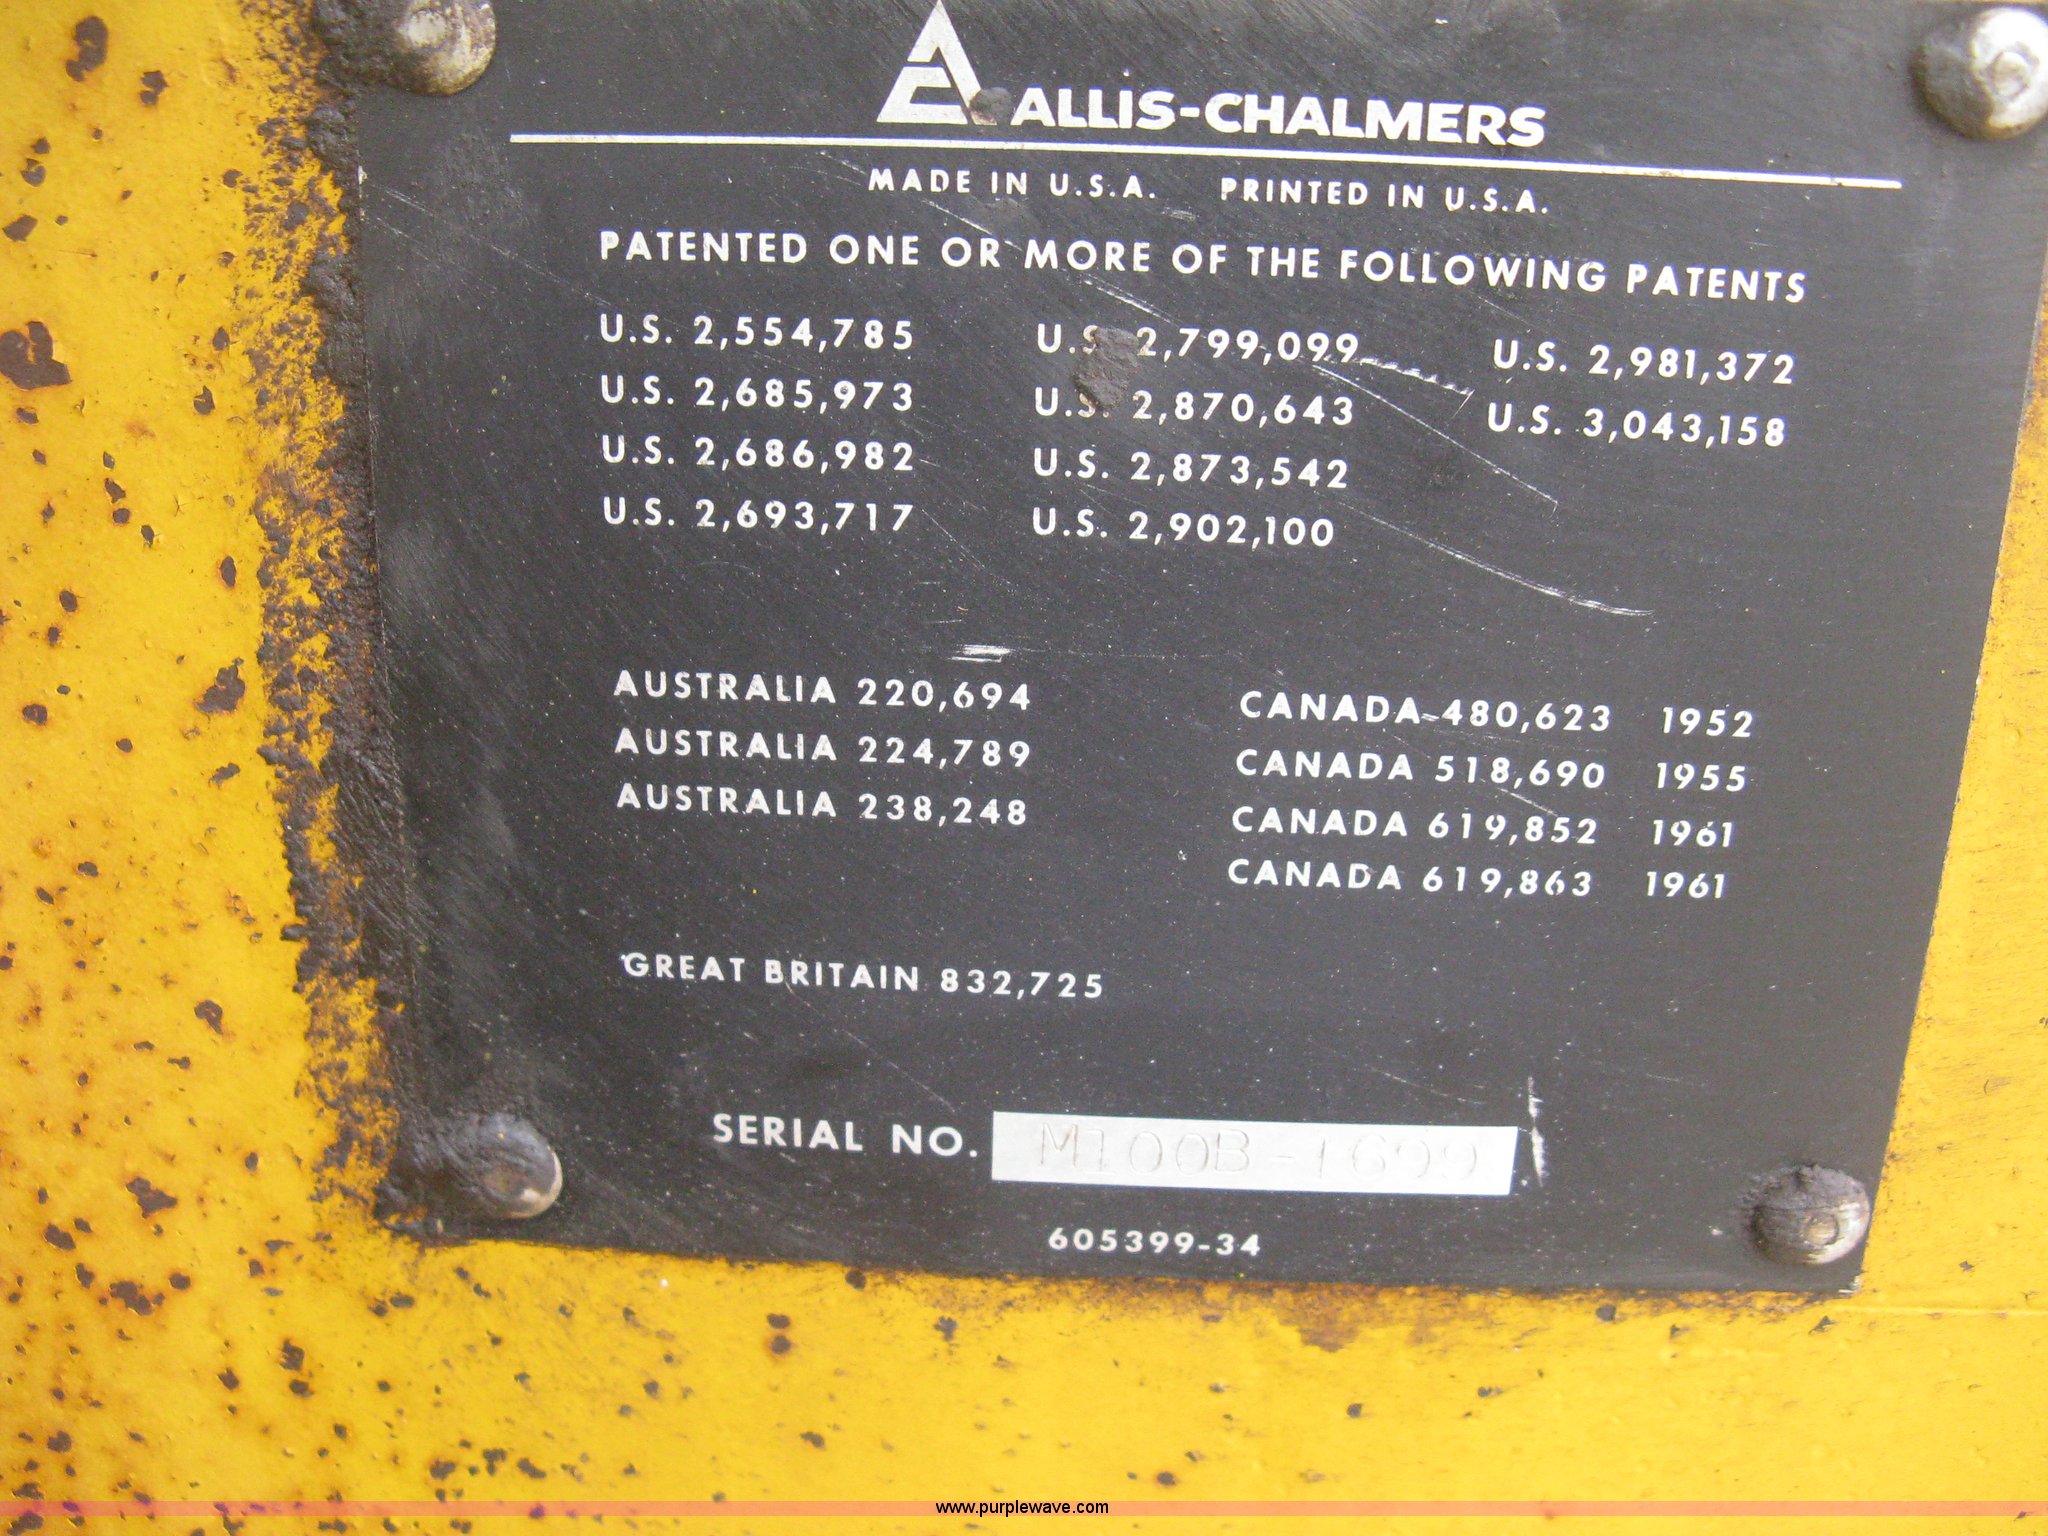 ALLIS-CHALMERS
MADE IN U.S.A. PRINTED IN U.S.A.
PATENTED ONE OR MORE OF THE FOLLOWING PATENTS
U.S. 2,554,785 U.S. 2,799,099 U.S. 2,981,372
U.S. 2,685,973 U.S. 2,870,643 U.S. 3,043,158
U.S. 2,686,982 U.S. 2,873,542
U.S. 2,693,717 U.S. 2,902,100
AUSTRALIA 220,694 CANADA 480,623 1952
AUSTRALIA 224,789 CANADA 518,690 1955
AUSTRALIA 238,248 CANADA 619,852 1961
CANADA 619,863 1961
GREAT BRITAIN 832,725
SERIAL NO. M100B-1699
605399-34
www.purplewave.com